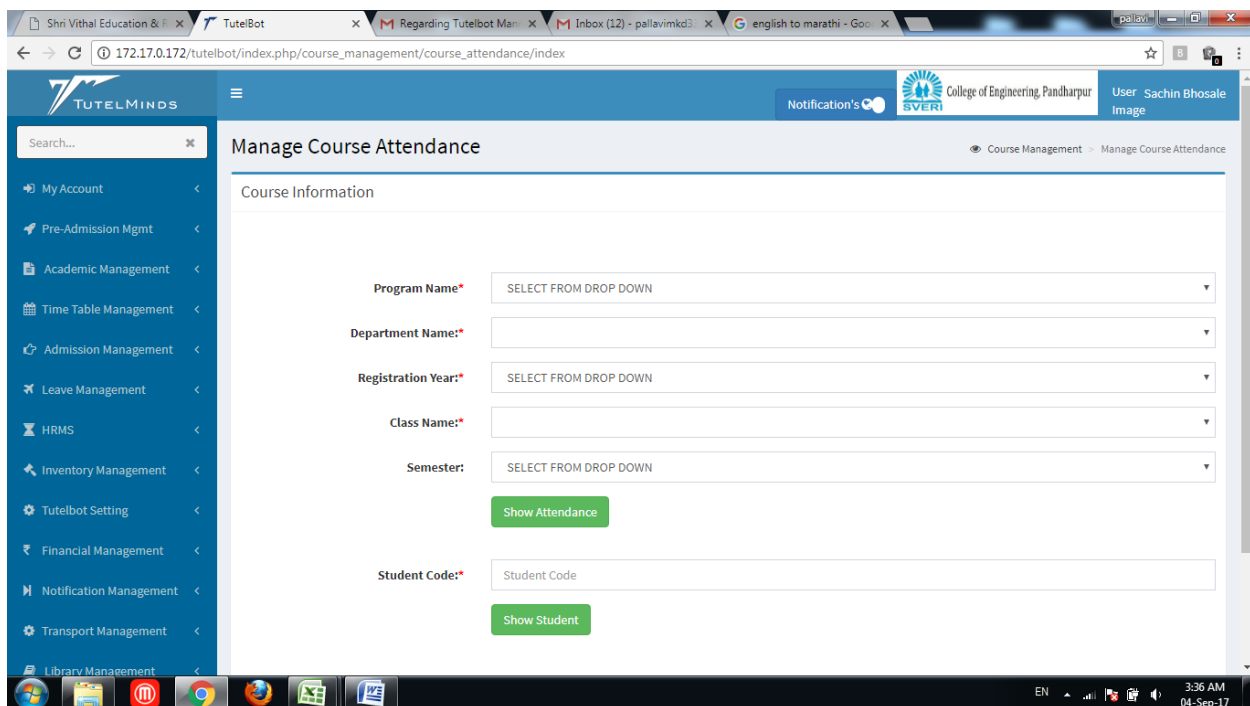 Shri Vithal Education & R
TutelBot
Regarding Tutelbot Man
Inbox (12) - pallavimkd3
english to marathi - Goo
pallavi
172.17.0.172/tutelbot/index.php/course_management/course_attendance/index
TUTELMINDS
Notification's
SVERI
College of Engineering, Pandharpur
User Image
Sachin Bhosale
Search...
Manage Course Attendance
Course Management > Manage Course Attendance
Course Information
My Account
Pre-Admission Mgmt
Academic Management
Time Table Management
Admission Management
Leave Management
HRMS
Inventory Management
Tutelbot Setting
Financial Management
Notification Management
Transport Management
Library Management
Program Name*
SELECT FROM DROP DOWN
Department Name:*
Registration Year:*
SELECT FROM DROP DOWN
Class Name:*
Semester:
SELECT FROM DROP DOWN
Show Attendance
Student Code:*
Student Code
Show Student
EN
3:36 AM
04-Sep-17